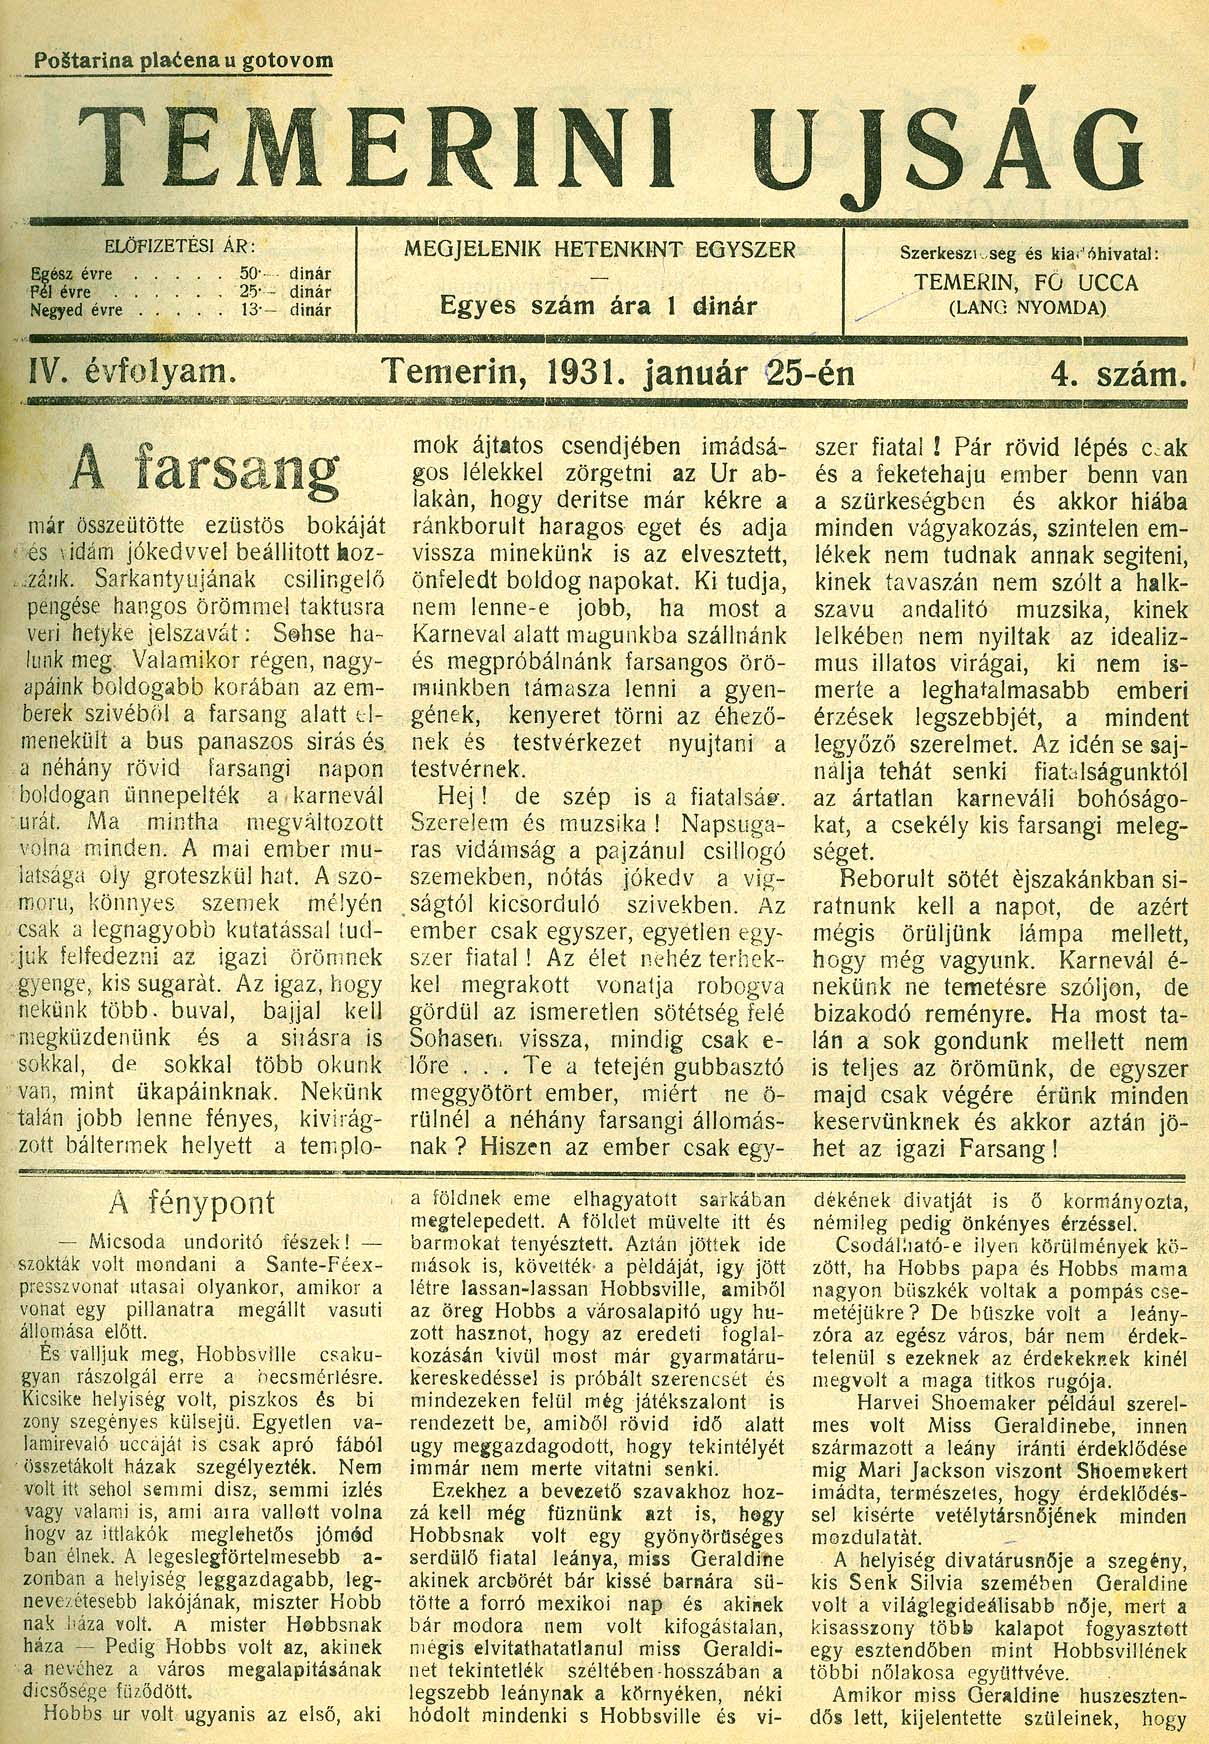 Poštarina plaćena u gotovom
TEMERINI UJSÁG
ELŐFIZETÉSI ÁR:
Egész évre . . . . . 50·— dinár
Fél évre . . . . . . 25·— dinár
Negyed évre . . . . . 13·— dinár
MEGJELENIK HETENKINT EGYSZER
—
Egyes szám ára 1 dinár
és kiadóhivatal:
TEMERIN, FŐ UCCA
(LANG NYOMDA)
IV. évfolyam.
Temerin, 1931. január 25-én
4. szám.
A farsang
már összeütötte ezüstös bokáját
és vidám jókedvvel beállitott hoz-
zánk. Sarkantyujának csilingelő
pengése hangos örömmel taktusra
veri hetyke jelszavát: Sohse ha-
lunk meg. Valamikor régen, nagy-
apáink boldogabb korában az em-
berek szivéből a farsang alatt el-
menekült a bus panaszos sirás és
a néhány rövid farsangi napon
boldogan ünnepelték a karnevál
urát. Ma mintha megváltozott
volna minden. A mai ember mu-
latsága oly groteszkül hat. A szo-
moru, könnyes szemek mélyén
csak a legnagyobb kutatással tud-
juk felfedezni az igazi örömnek
gyenge, kis sugarát. Az igaz, hogy
nekünk több. buval, bajjal kell
megküzdenünk és a sirásra is
sokkal, de sokkal több okunk
van, mint ükapáinknak. Nekünk
talán jobb lenne fényes, kivirág-
zott báltermek helyett a templo-
mok ájtatos csendjében imádsá-
gos lélekkel zörgetni az Ur ab-
lakàn, hogy deritse már kékre a
ránkborult haragos eget és adja
vissza minekünk is az elvesztett,
önfeledt boldog napokat. Ki tudja,
nem lenne-e jobb, ha most a
Karneval alatt magunkba szállnánk
és megpróbálnánk farsangos örö-
münkben támasza lenni a gyen-
gének, kenyeret törni az éhező-
nek és testvérkezet nyujtani a
testvérnek.
Hej! de szép is a fiatalság.
Szerelem és muzsika! Napsuga-
ras vidámság a pajzánul csillogó
szemekben, nótás jókedv a vig-
ságtól kicsorduló szivekben. Az
ember csak egyszer, egyetlen egy-
szer fiatal! Az élet nehéz terhek-
kel megrakott vonatja robogva
gördül az ismeretlen sötétség felé
Sohasem vissza, mindig csak e-
lőre . . . Te a tetején gubbasztó
meggyötört ember, miért ne ö-
rülnél a néhány farsangi állomás-
nak? Hiszen az ember csak egy-
szer fiatal! Pár rövid lépés csak
és a feketehaju ember benn van
a szürkeségben és akkor hiába
minden vágyakozás, szintelen em-
lékek nem tudnak annak segiteni,
kinek tavaszán nem szólt a halk-
szavu andalitó muzsika, kinek
lelkében nem nyiltak az idealiz-
mus illatos virágai, ki nem is-
merte a leghatalmasabb emberi
érzések legszebbjét, a mindent
legyőző szerelmet. Az idén se saj-
nálja tehát senki fiatalságunktól
az ártatlan karneváli bohóságo-
kat, a csekély kis farsangi meleg-
séget.
Beborult sötét èjszakánkban si-
ratnunk kell a napot, de azért
mégis örüljünk lámpa mellett,
hogy még vagyunk. Karnevál é-
nekünk ne temetésre szóljon, de
bizakodó reményre. Ha most ta-
lán a sok gondunk mellett nem
is teljes az örömünk, de egyszer
majd csak végére érünk minden
keservünknek és akkor aztán jö-
het az igazi Farsang!
A fénypont
— Micsoda undoritó fészek! —
szokták volt mondani a Sante-Féex-
presszvonat utasai olyankor, amikor a
vonat egy pillanatra megállt vasuti
állomása előtt.
És valljuk meg, Hobbsville csaku-
gyan rászolgál erre a becsmérlésre.
Kicsike helyiség volt, piszkos és bi
zony szegényes külsejü. Egyetlen va-
lamirevaló uccáját is csak apró fából
összetákolt házak szegélyezték. Nem
volt itt sehol semmi disz, semmi izlés
vagy valami is, ami arra vallott volna
hogy az ittlakók meglehetős jómód
ban élnek. A legeslegförtelmesebb a-
zonban a helyiség leggazdagabb, leg-
nevezetesebb lakójának, miszter Hobb
nak háza volt. A mister Hobbsnak
háza — Pedig Hobbs volt az, akinek
a nevéhez a város megalapitásának
dicsősége füződött.
Hobbs ur volt ugyanis az első, aki
a földnek eme elhagyatott sarkában
megtelepedett. A földet müvelte itt és
barmokat tenyésztett. Aztán jöttek ide
mások is, követték a pèldáját, igy jött
létre lassan-lassan Hobbsville, amiből
az öreg Hobbs a városalapitó ugy hu-
zott hasznot, hogy az eredeti foglal-
kozásán kivül most már gyarmatáru-
kereskedéssel is próbált szerencsét és
mindezeken felül még játékszalont is
rendezett be, amiből rövid idő alatt
ugy meggazdagodott, hogy tekintélyét
immár nem merte vitatni senki.
Ezekhez a bevezető szavakhoz hoz-
zá kell még füznünk azt is, hogy
Hobbsnak volt egy gyönyörűséges
serdülő fiatal leánya, miss Geraldine
akinek arcbörét bár kissé barnára sü-
tötte a forró mexikoi nap és akinek
bár modora nem volt kifogástalan,
mégis elvitathatatlanul miss Geraldi-
net tekintetlék széltében-hosszában a
legszebb leánynak a környéken, néki
hódolt mindenki s Hobbsville és vi-
dékének divatját is ő kormányozta,
némileg pedig önkényes érzéssel.
Csodálható-e ilyen körülmények kö-
zött, ha Hobbs papa és Hobbs mama
nagyon büszkék voltak a pompás cse-
metéjükre? De büszke volt a leány-
zóra az egész város, bár nem érdek-
telenül s ezeknek az érdekeknek kinél
megvolt a maga titkos rugója.
Harvei Shoemaker például szerel-
mes volt Miss Geraldinebe, innen
származott a leány iránti érdeklődése
mig Mari Jackson viszont Shoemekert
imádta, természetes, hogy érdeklődés-
sel kisérte vetélytársnőjének minden
mozdulatàt.
A helyiség divatárusnője a szegény,
kis Senk Silvia szemében Geraldine
volt a világlegideálisabb nője, mert a
kisasszony több kalapot fogyasztott
egy esztendőben mint Hobbsvillének
többi nőlakosa együttvéve.
Amikor miss Geraldine huszeszten-
dős lett, kijelentette szüleinek, hogy